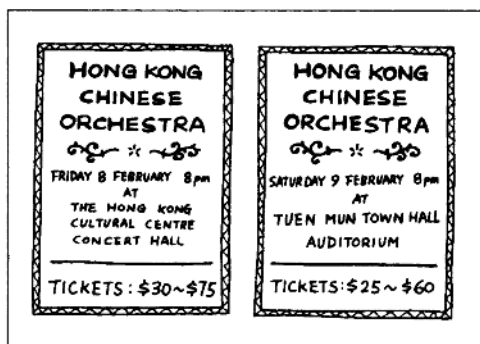 HONG KONG
CHINESE
ORCHESTRA
FRIDAY 8 FEBRUARY 8pm
AT
THE HONG KONG
CULTURAL CENTRE
CONCERT HALL
TICKETS: $30~$75
HONG KONG
CHINESE
ORCHESTRA
SATURDAY 9 FEBRUARY 8pm
AT
TUEN MUN TOWN HALL
AUDITORIUM
TICKETS: $25~$60